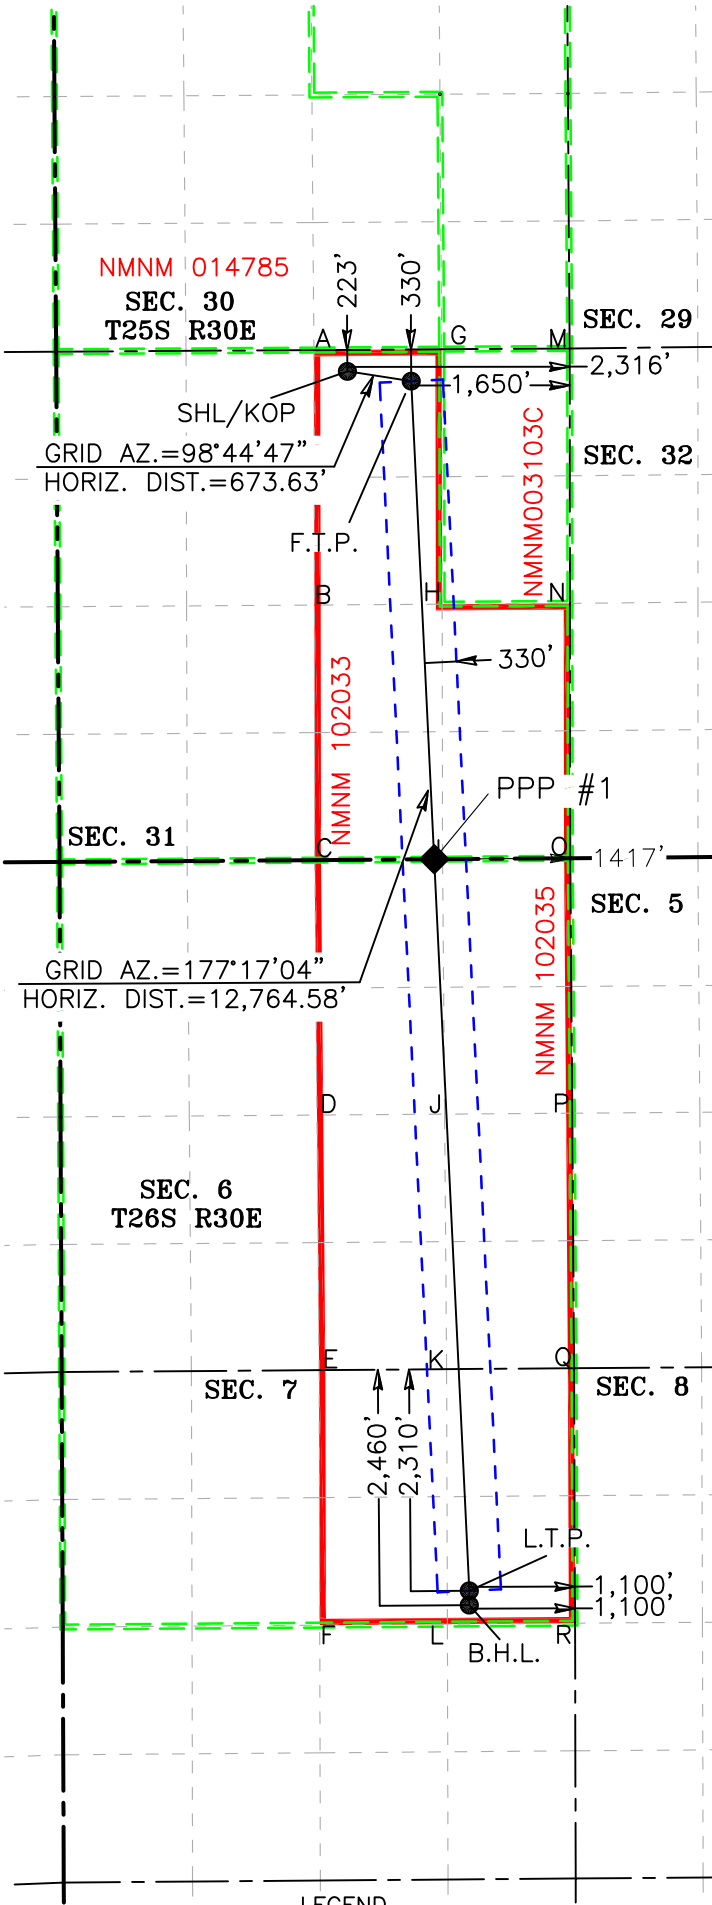 NMNM 014785
SEC. 30
T25S R30E
223'
330'
A
G
M
SEC. 29
2,316'
1,650'
SHL/KOP
GRID AZ.=98°44'47"
HORIZ. DIST.=673.63'
F.T.P.
NMNM003103C
SEC. 32
B
H
N
330'
NMNM 102033
PPP #1
SEC. 31
C
I
O
1417'
SEC. 5
NMNM 102035
GRID AZ.=177°17'04"
HORIZ. DIST.=12,764.58'
D
J
P
SEC. 6
T26S R30E
E
K
Q
SEC. 7
SEC. 8
2,460'
2,310'
L.T.P.
1,100'
1,100'
F
L
R
B.H.L.
LEGEND